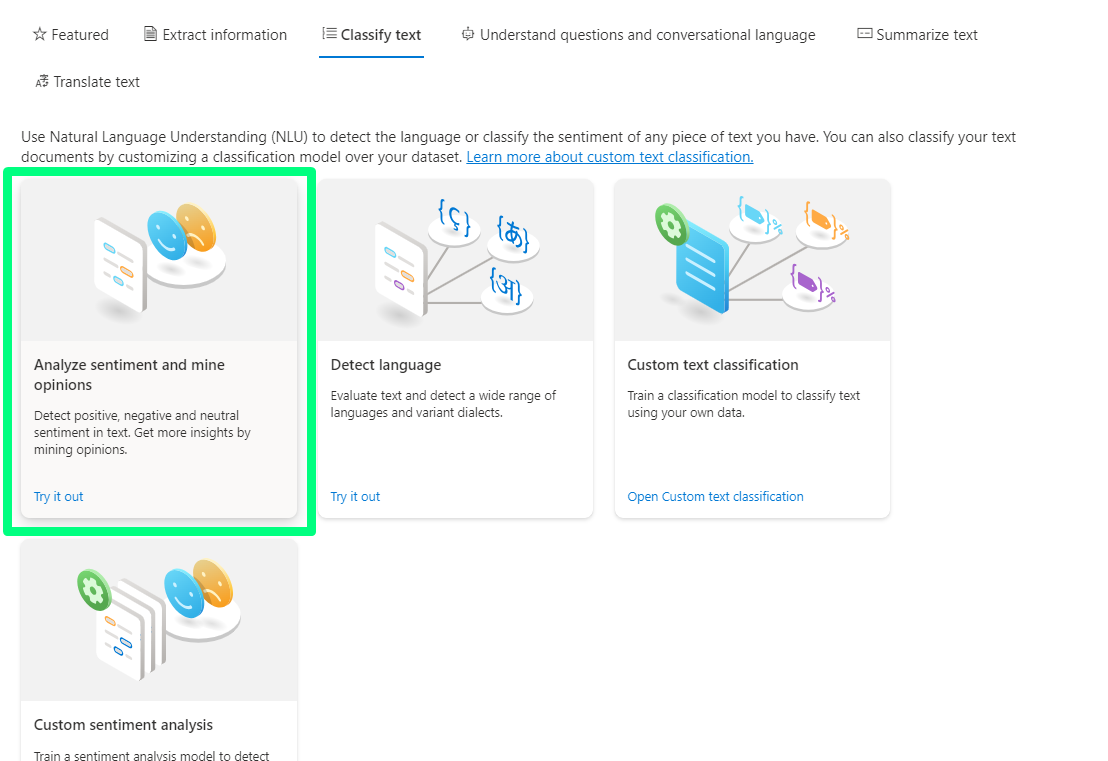 Featured
Extract information
Classify text
Understand questions and conversational language
Summarize text
Translate text
Use Natural Language Understanding (NLU) to detect the language or classify the sentiment of any piece of text you have. You can also classify your text
documents by customizing a classification model over your dataset. Learn more about custom text classification.
Analyze sentiment and mine
opinions
Detect positive, negative and neutral
sentiment in text. Get more insights by
mining opinions.
Try it out
{ç}
{あ}
{अ}
Detect language
Evaluate text and detect a wide range of
languages and variant dialects.
Try it out
Custom text classification
Train a classification model to classify text
using your own data.
Open Custom text classification
Custom sentiment analysis
Train a sentiment analysis model to detect